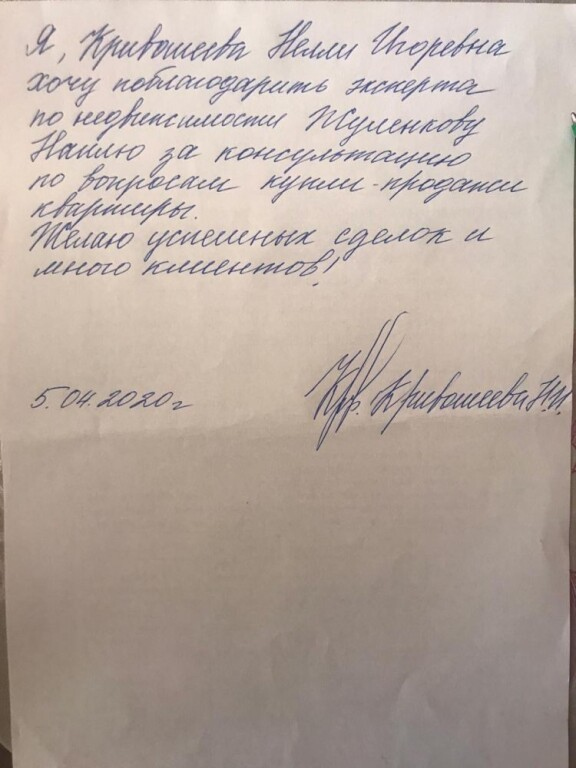 Я, Кривошеева Нелли Игоревна
хочу поблагодарить эксперта
по недвижимости Жуленкову
Наилю за консультацию
по вопросам купли-продажи
квартиры.
Желаю успешных сделок и
много клиентов!
5.04.2020г Кривошеева Н.И.